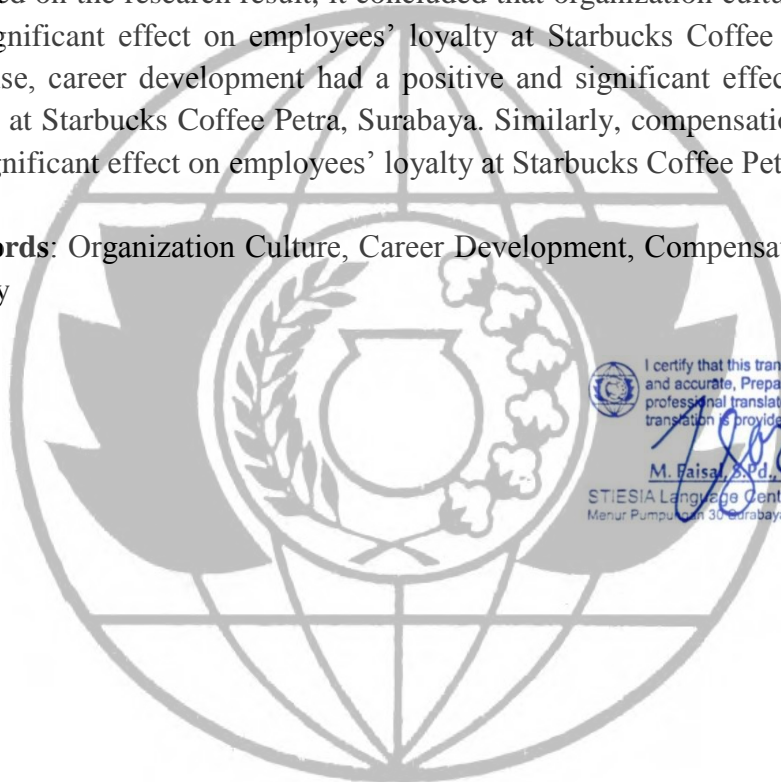 ed on the research result, it concluded that organization cultu
gnificant effect on employees' loyalty at Starbucks Coffee
se, career development had a positive and significant effec
at Starbucks Coffee Petra, Surabaya. Similarly, compensatio
gnificant effect on employees' loyalty at Starbucks Coffee Pet
ords: Organization Culture, Career Development, Compensat
y
I certify that this tran
and accurate, Prepa
professional translat
translation is provide
M. Faisal, S.Pd.,
STIESIA Language Cent
Menur Pumpungan 30 Surabaya